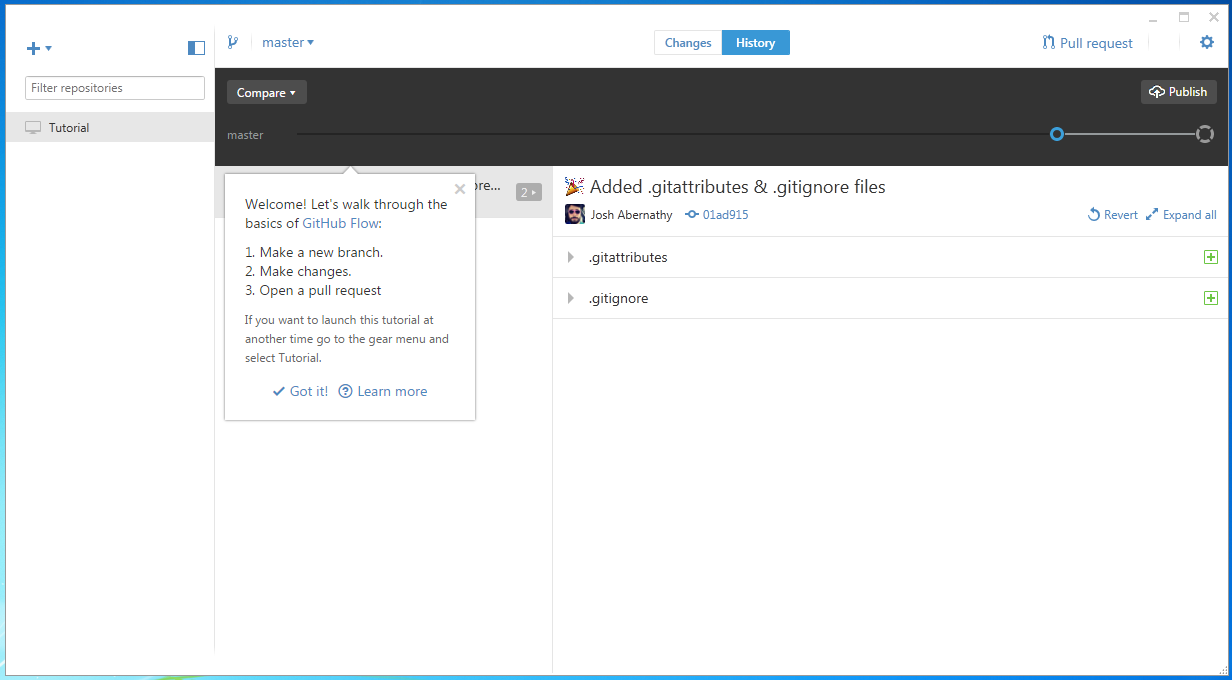 master
Changes
History
Pull request
Filter repositories
Tutorial
Compare
Publish
master
re...
2
Welcome! Let's walk through the
basics of GitHub Flow:
1. Make a new branch.
2. Make changes.
3. Open a pull request
If you want to launch this tutorial at
another time go to the gear menu and
select Tutorial.
Got it!
Learn more
Added .gitattributes & .gitignore files
Josh Abernathy
01ad915
Revert
Expand all
.gitattributes
.gitignore